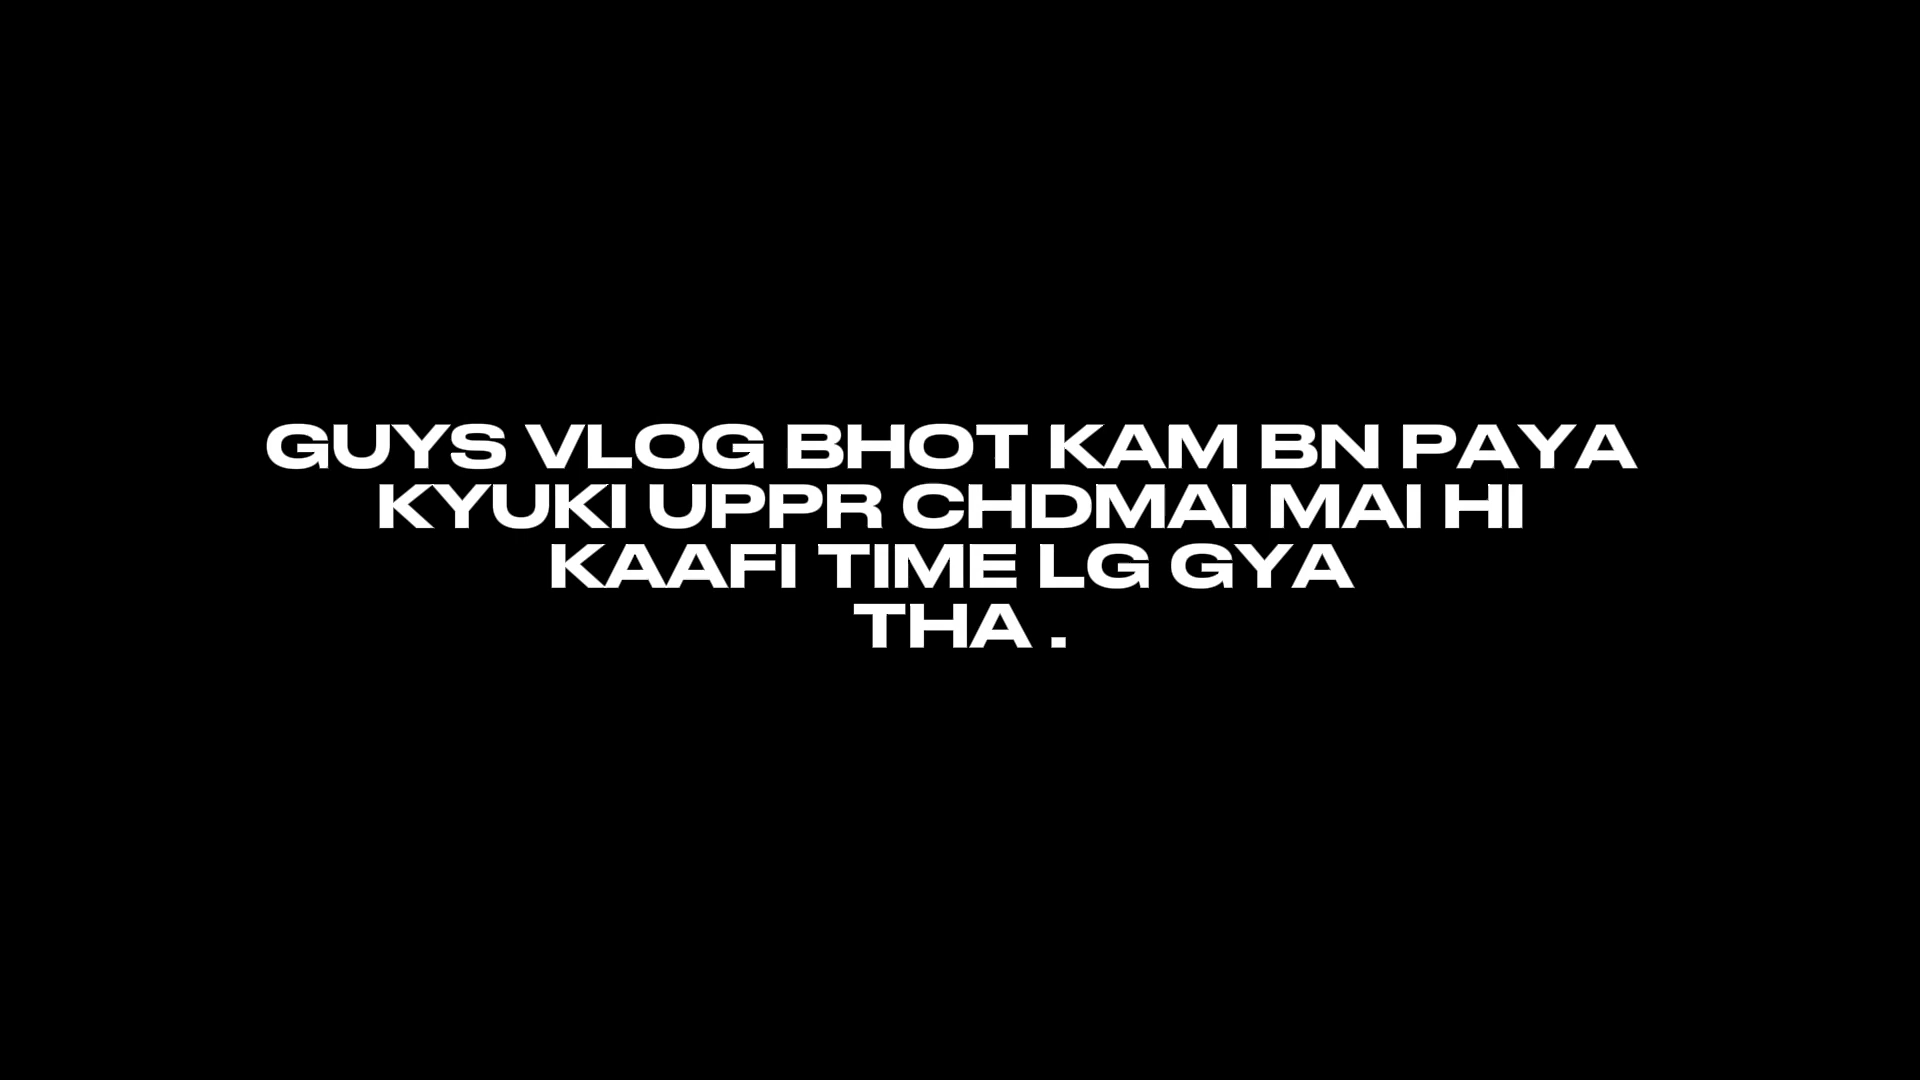 GUYS VLOG BHOT KAM BN PAYA
KYUKI UPPR CHDMAI MAI HI
KAAFI TIME LG GYA
THA .